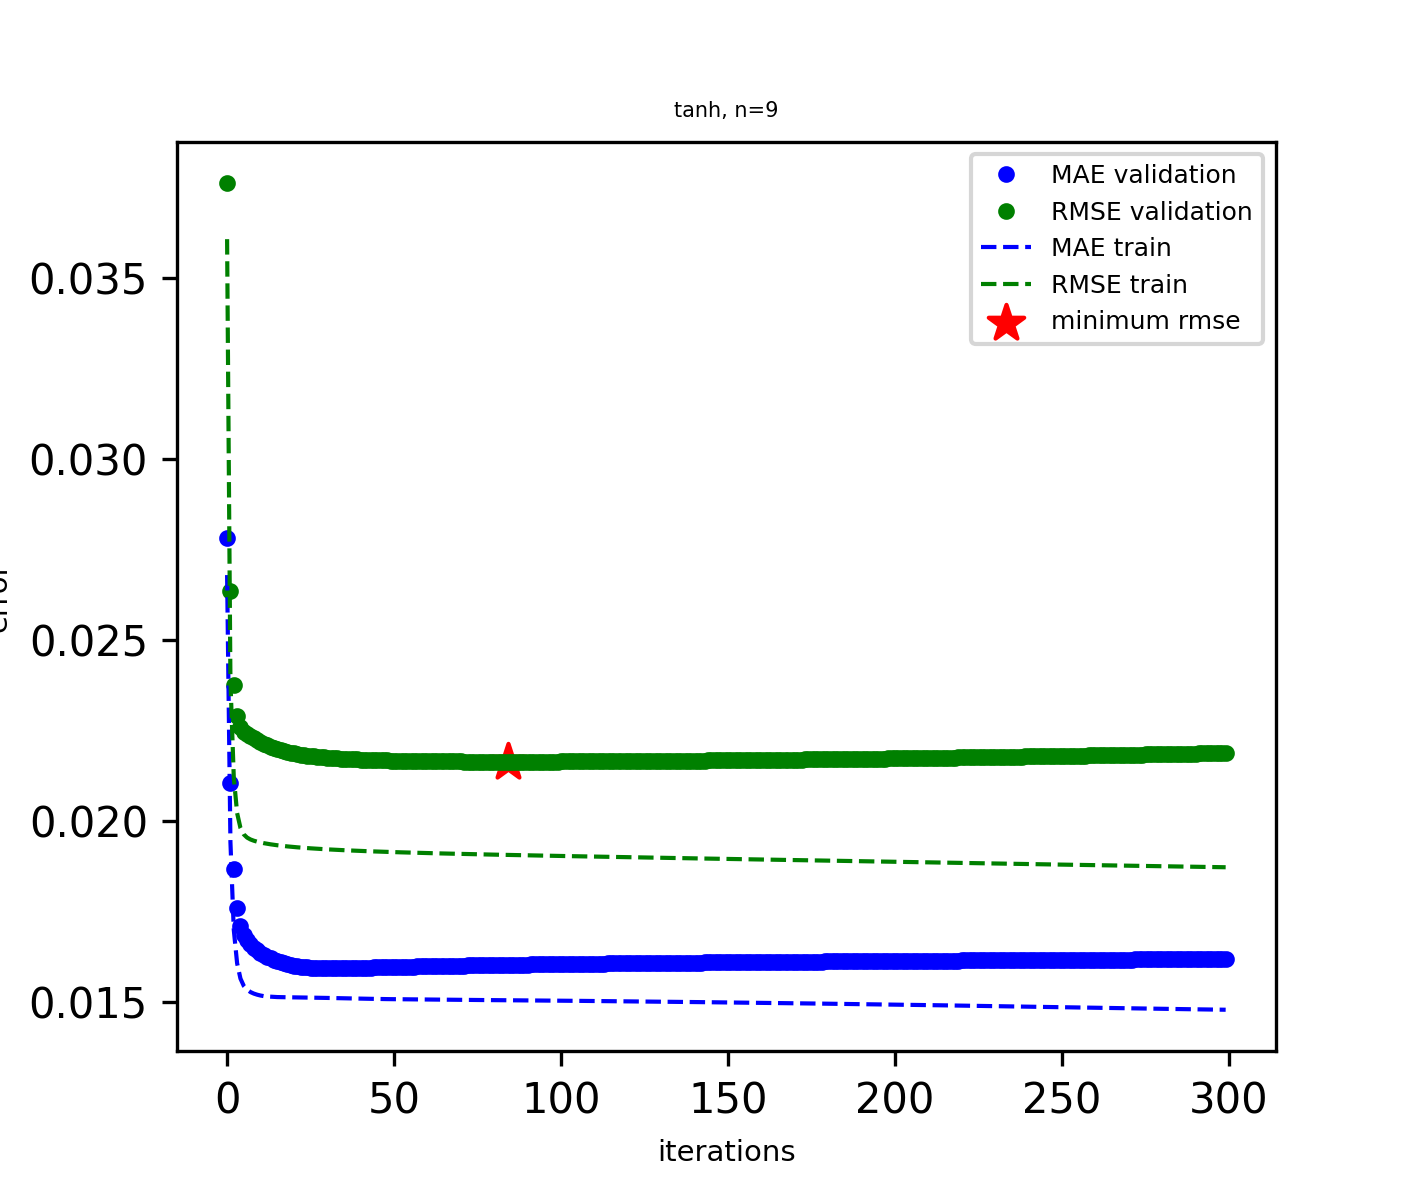 tanh, n=9
MAE validation
RMSE validation
MAE train
RMSE train
minimum rmse
0.035
0.030
0.025
0.020
0.015
0 50 100 150 200 250 300
iterations